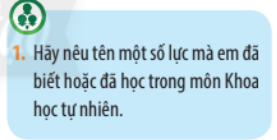 1. Hãy nêu tên một số lực mà em đã
biết hoặc đã học trong môn Khoa
học tự nhiên.